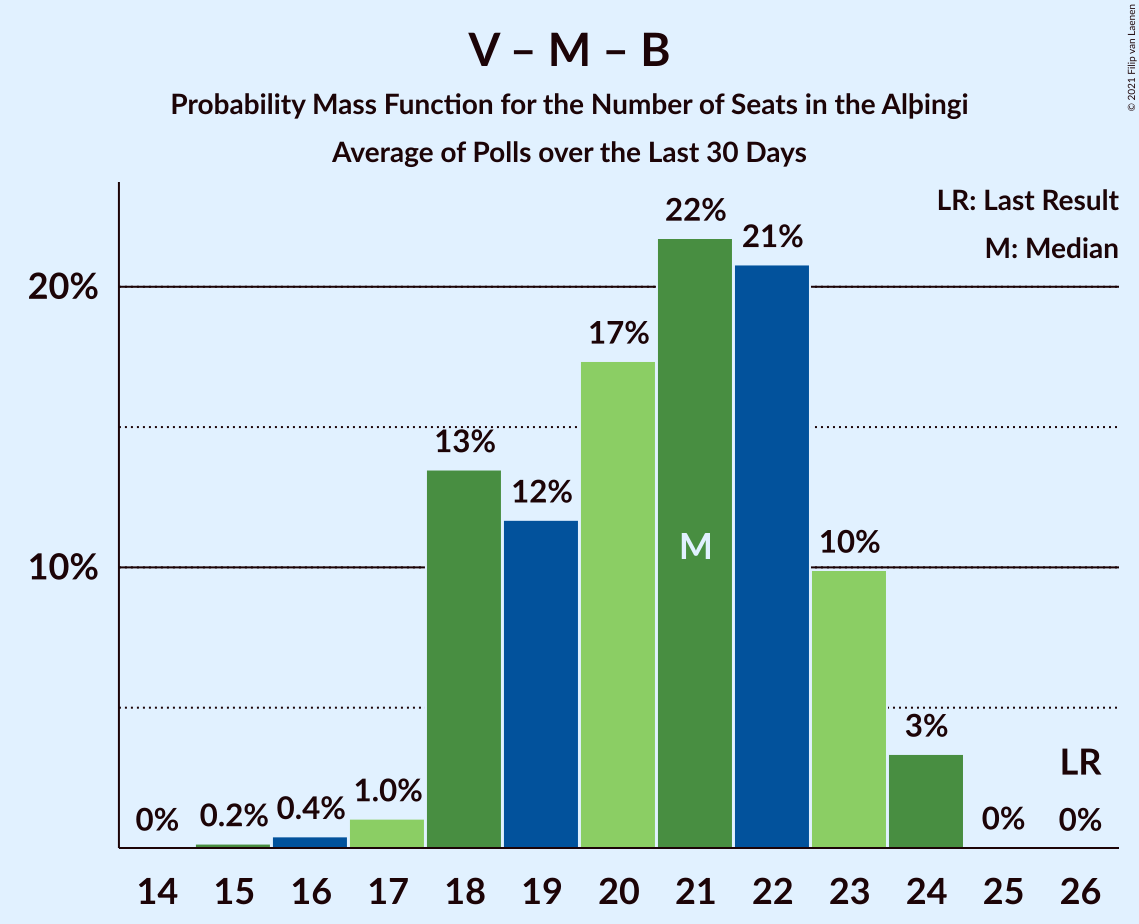 V – M – B
Probability Mass Function for the Number of Seats in the Alþingi
Average of Polls over the Last 30 Days
© 2021 Filip van Laenen
LR: Last Result
M: Median
20%
10%
0%
0.2%
0.4%
1.0%
13%
12%
17%
22%
21%
10%
3%
0%
0%
M
LR
14 15 16 17 18 19 20 21 22 23 24 25 26